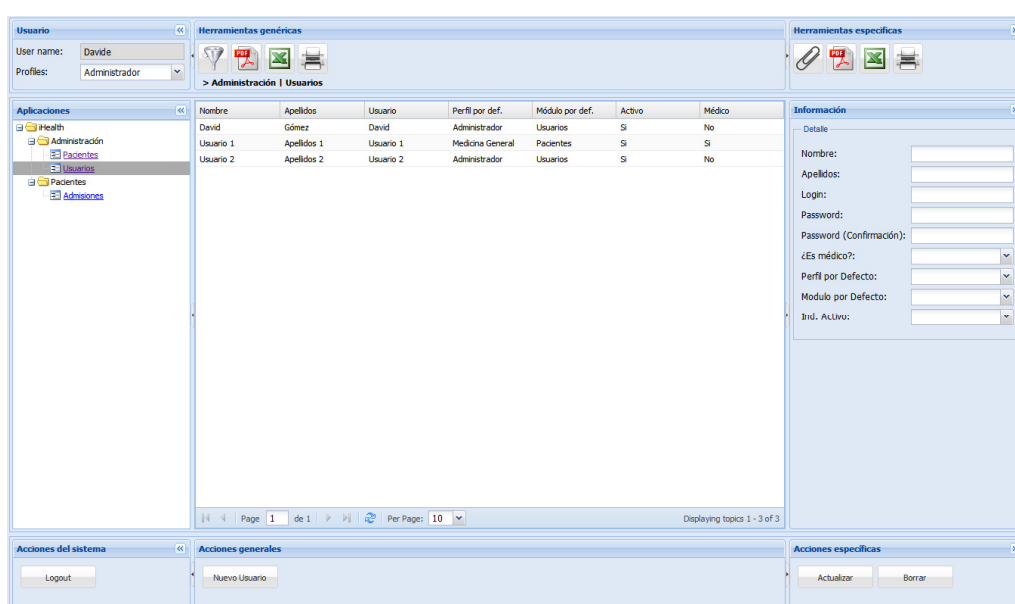 Usuario
User name: Davide
Profiles: Administrador
Herramientas genéricas
PDF
> Administración | Usuarios
Herramientas especificas
PDF
Aplicaciones
iHealth
Administración
Pacientes
Usuarios
Pacientes
Admisiones
Nombre Apellidos Usuario Perfil por def. Módulo por def. Activo Médico
David Gómez David Administrador Usuarios Si No
Usuario 1 Apellidos 1 Usuario 1 Medicina General Pacientes Si Si
Usuario 2 Apellidos 2 Usuario 2 Administrador Usuarios Si No
Page 1 de 1 Per Page: 10 Displaying topics 1 - 3 of 3
Información
Detalle
Nombre:
Apellidos:
Login:
Password:
Password (Confirmación):
¿Es médico?:
Perfil por Defecto:
Modulo por Defecto:
Ind. Activo:
Acciones del sistema
Logout
Acciones generales
Nuevo Usuario
Acciones específicas
Actualizar Borrar